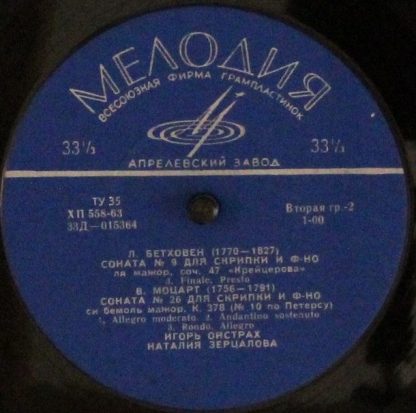 МЕЛОДИЯ
ВСЕСОЮЗНАЯ ФИРМА ГРАМПЛАСТИНОК
33⅓
33⅓
АПРЕЛЕВСКИЙ ЗАВОД
ТУ 35
ХП 558-63
33Д—015364
Вторая гр.-2
1-00
Л. БЕТХОВЕН (1770—1827)
СОНАТА № 9 ДЛЯ СКРИПКИ И Ф-НО
ля мажор, соч. 47 «Крейцерова»
3. Finale. Presto
В. МОЦАРТ (1756—1791)
СОНАТА № 26 ДЛЯ СКРИПКИ И Ф-НО
си бемоль мажор, К. 378 (№ 10 по Петерсу)
1. Allegro moderato. 2. Andantino sostenuto
3. Rondo. Allegro
ИГОРЬ ОЙСТРАХ
НАТАЛИЯ ЗЕРЦАЛОВА